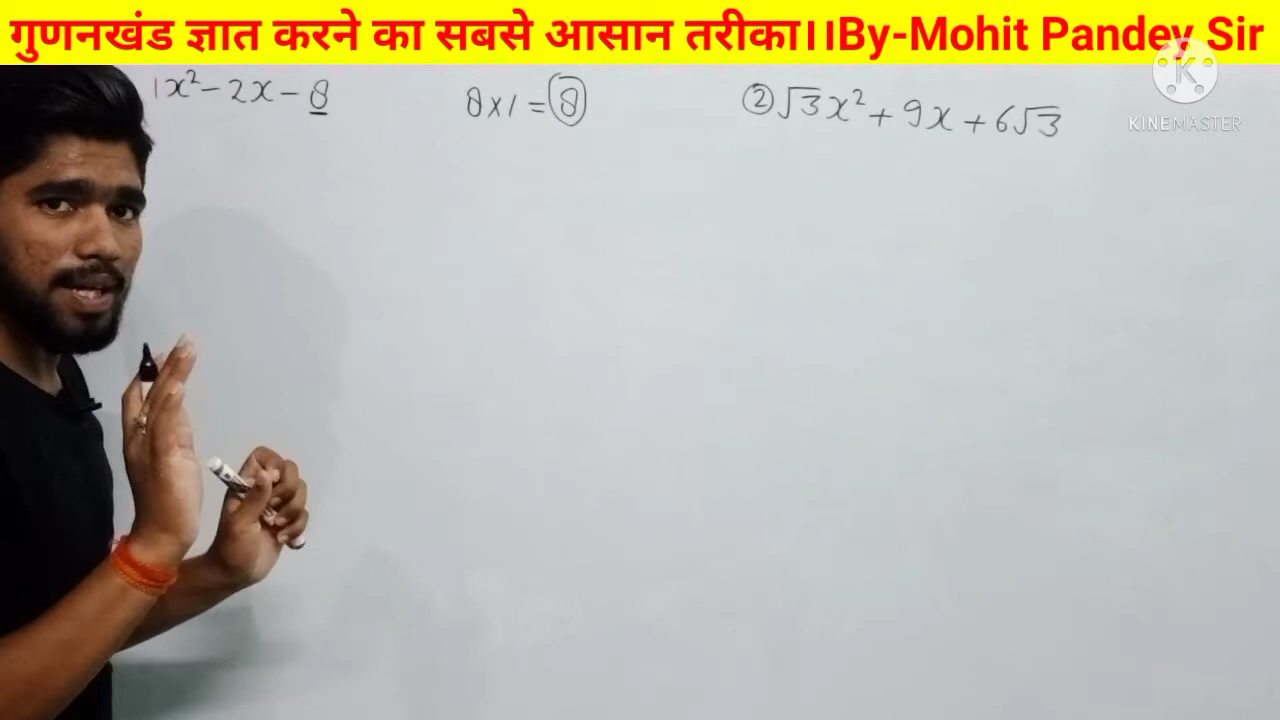 गुणनखंड ज्ञात करने का सबसे आसान तरीका।।By-Mohit Pandey Sir
K
KINEMASTER
1x² - 2x - 8
8 x 1 = 8
② √3x² + 9x + 6√3